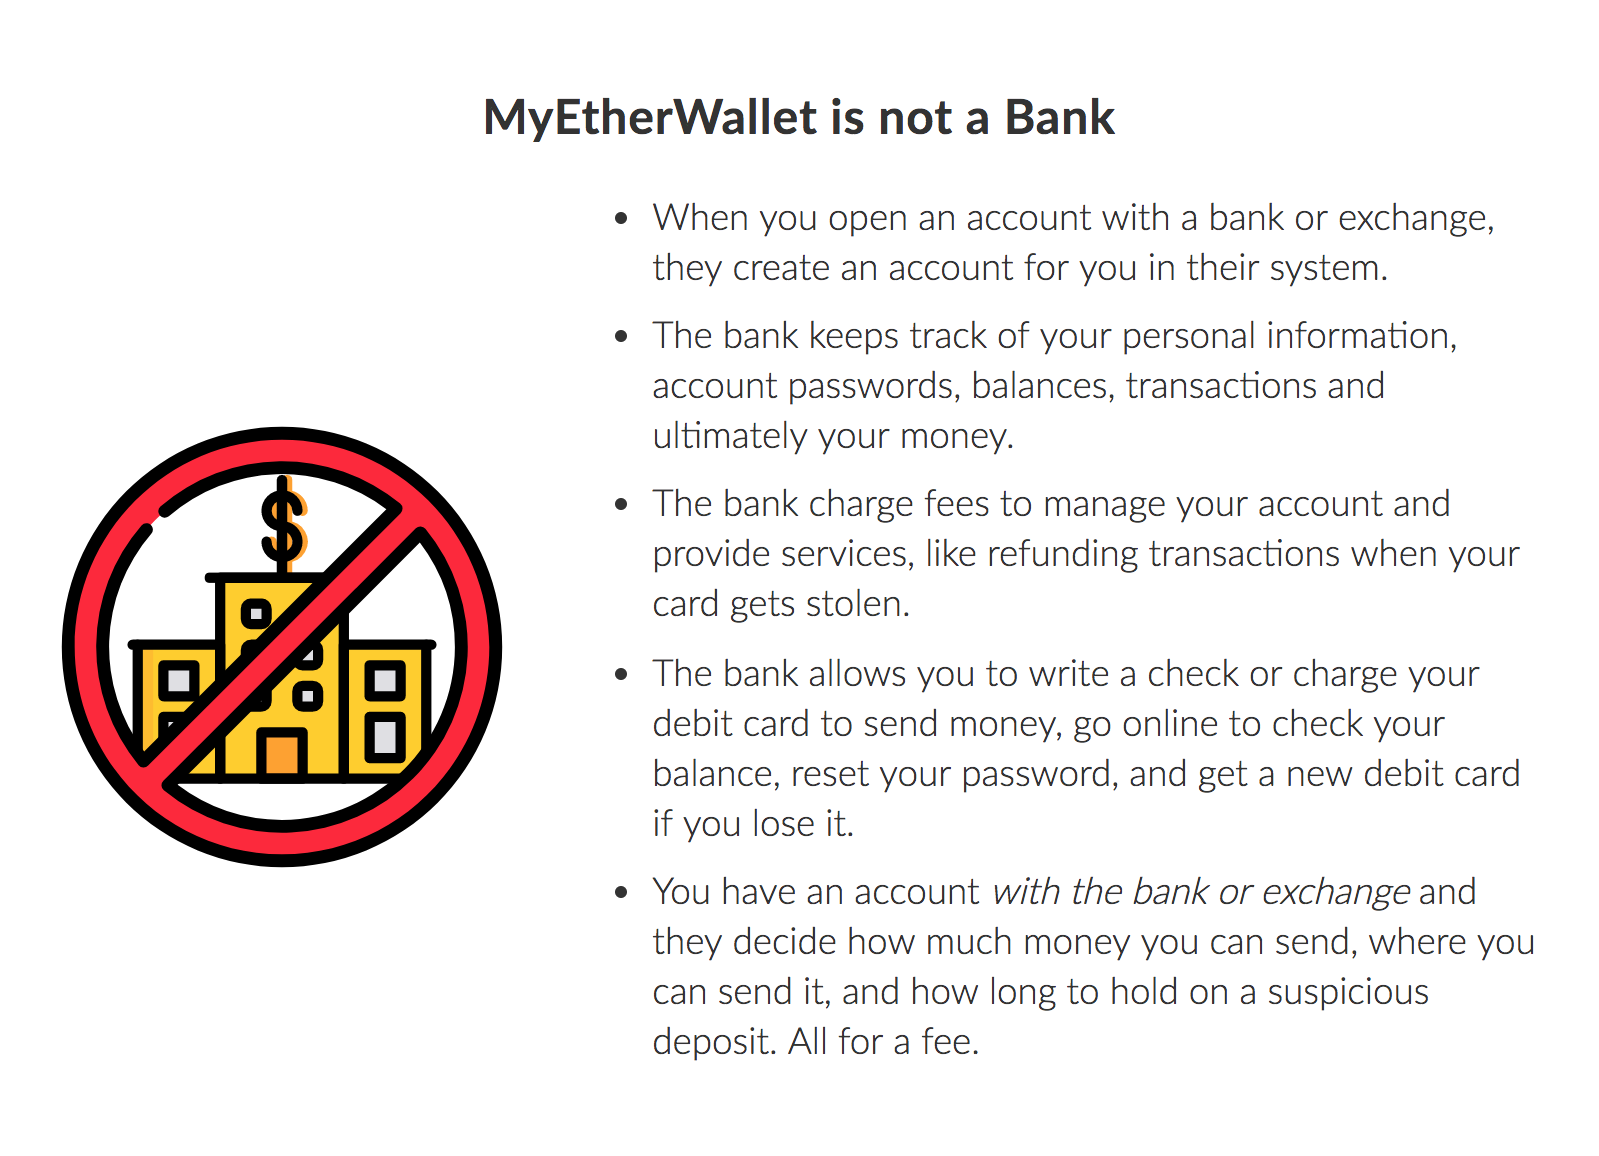 MyEtherWallet is not a Bank
• When you open an account with a bank or exchange,
they create an account for you in their system.
• The bank keeps track of your personal information,
account passwords, balances, transactions and
ultimately your money.
• The bank charge fees to manage your account and
provide services, like refunding transactions when your
card gets stolen.
• The bank allows you to write a check or charge your
debit card to send money, go online to check your
balance, reset your password, and get a new debit card
if you lose it.
• You have an account with the bank or exchange and
they decide how much money you can send, where you
can send it, and how long to hold on a suspicious
deposit. All for a fee.
$